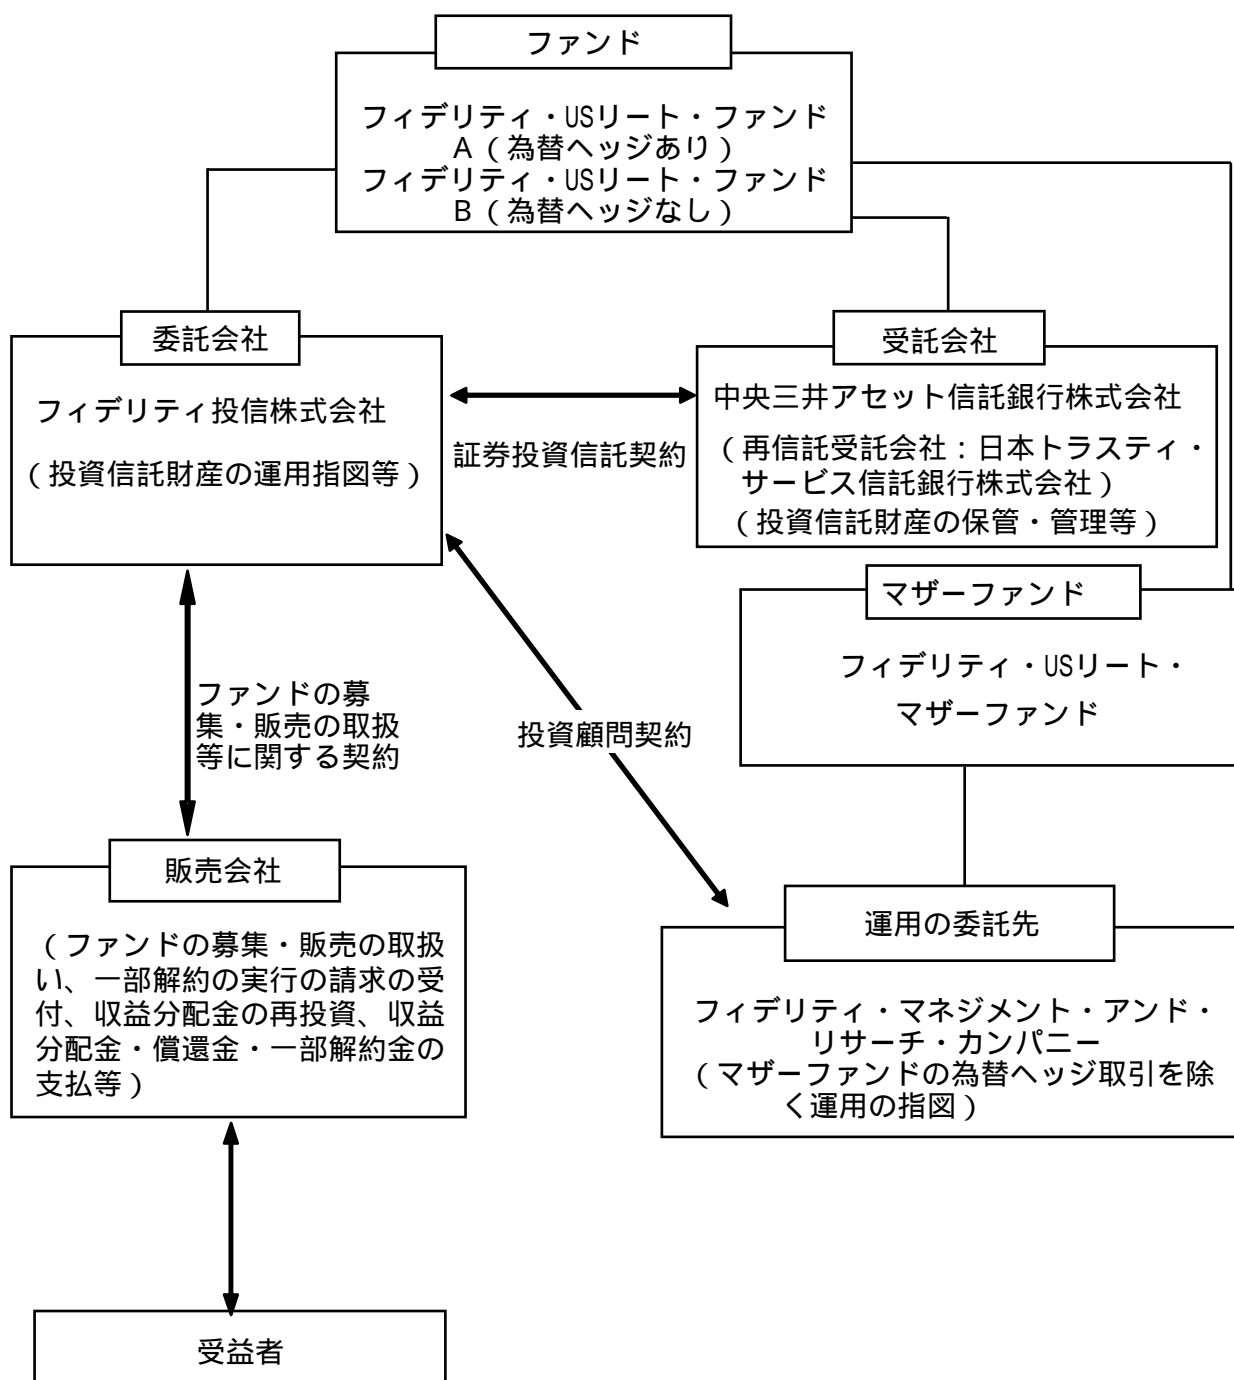 ファンド
フィデリティ・USリート・ファンド
A（為替ヘッジあり）
フィデリティ・USリート・ファンド
B（為替ヘッジなし）
委託会社
フィデリティ投信株式会社
（投資信託財産の運用指図等）
証券投資信託契約
受託会社
中央三井アセット信託銀行株式会社
（再信託受託会社：日本トラスティ・
サービス信託銀行株式会社）
（投資信託財産の保管・管理等）
マザーファンド
フィデリティ・USリート・
マザーファンド
ファンドの募
集・販売の取扱
等に関する契約
投資顧問契約
販売会社
（ファンドの募集・販売の取扱
い、一部解約の実行の請求の受
付、収益分配金の再投資、収益
分配金・償還金・一部解約金の
支払等）
運用の委託先
フィデリティ・マネジメント・アンド・
リサーチ・カンパニー
（マザーファンドの為替ヘッジ取引を除
く運用の指図）
受益者